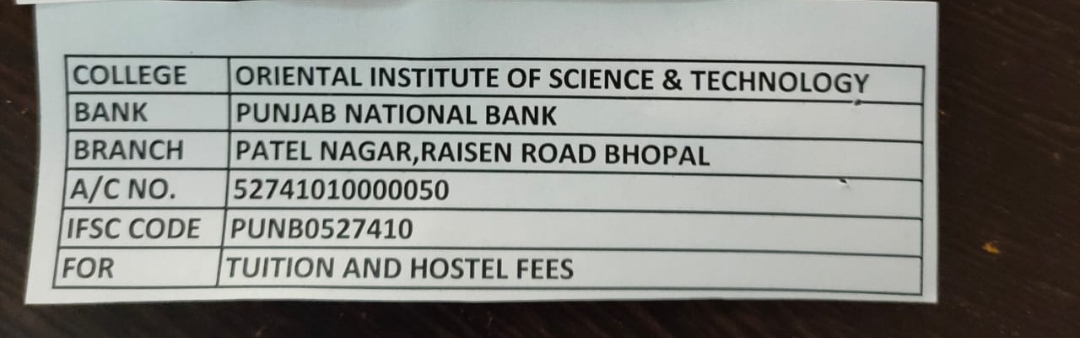 COLLEGE ORIENTAL INSTITUTE OF SCIENCE & TECHNOLOGY
BANK PUNJAB NATIONAL BANK
BRANCH PATEL NAGAR,RAISEN ROAD BHOPAL
A/C NO. 52741010000050
IFSC CODE PUNB0527410
FOR TUITION AND HOSTEL FEES